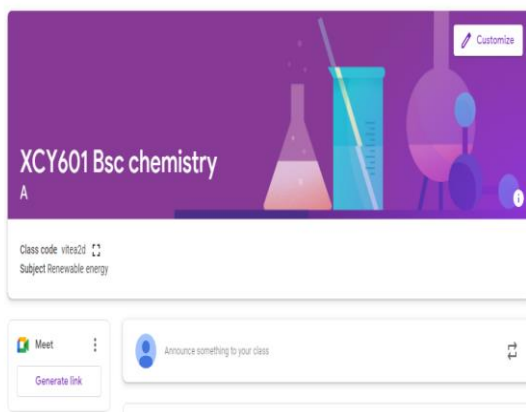 Customize
XCY601 Bsc chemistry
A
Class code vitea2d
Subject Renewable energy
Meet
Generate link
Announce something to your class